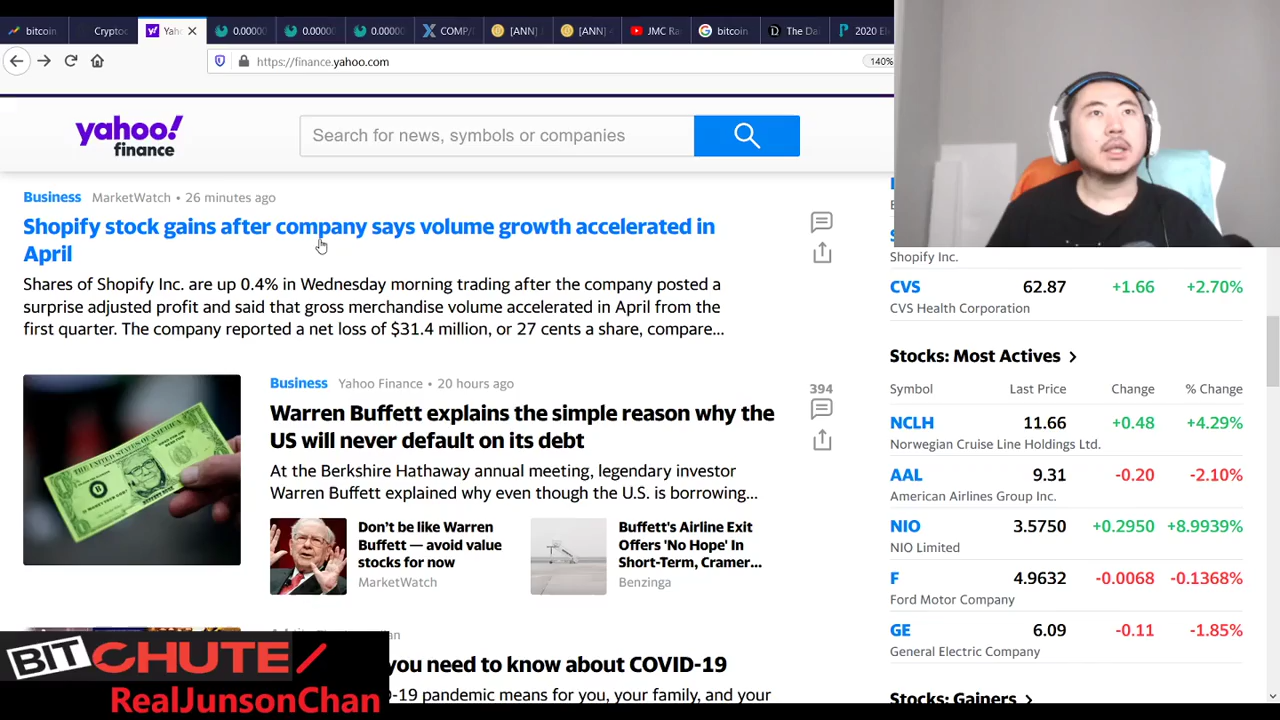 bitcoin
Cryptoc
Yaho
0.00000
0.00000
0.0000
COMP/
[ANN]
[ANN]
JMC Ra
bitcoin
The Da
2020 El
https://finance.yahoo.com
140%
yahoo!
finance
Search for news, symbols or companies
Business MarketWatch • 26 minutes ago
Shopify stock gains after company says volume growth accelerated in
April
Shares of Shopify Inc. are up 0.4% in Wednesday morning trading after the company posted a
surprise adjusted profit and said that gross merchandise volume accelerated in April from the
first quarter. The company reported a net loss of $31.4 million, or 27 cents a share, compare...
Business Yahoo Finance • 20 hours ago
394
Warren Buffett explains the simple reason why the
US will never default on its debt
At the Berkshire Hathaway annual meeting, legendary investor
Warren Buffett explained why even though the U.S. is borrowing...
Don't be like Warren
Buffett — avoid value
stocks for now
MarketWatch
Buffett's Airline Exit
Offers 'No Hope' In
Short-Term, Cramer...
Benzinga
you need to know about COVID-19
-19 pandemic means for you, your family, and your
Shopify Inc.
CVS 62.87 +1.66 +2.70%
CVS Health Corporation
Stocks: Most Actives
Symbol Last Price Change % Change
NCLH 11.66 +0.48 +4.29%
Norwegian Cruise Line Holdings Ltd.
AAL 9.31 -0.20 -2.10%
American Airlines Group Inc.
NIO 3.5750 +0.2950 +8.9939%
NIO Limited
F 4.9632 -0.0068 -0.1368%
Ford Motor Company
GE 6.09 -0.11 -1.85%
General Electric Company
Stocks: Gainers
BITCHUTE/
RealJunsonChan